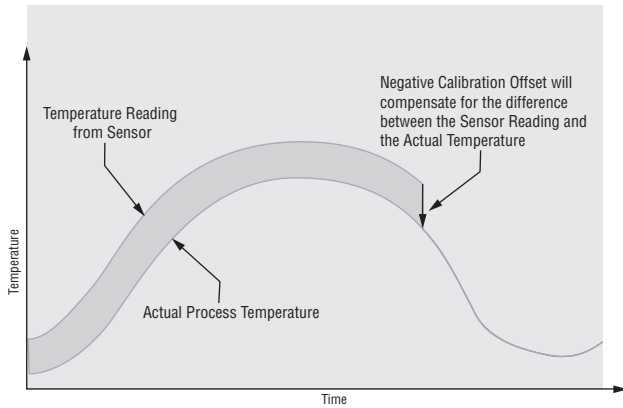 Negative Calibration Offset will
compensate for the difference
between the Sensor Reading and
the Actual Temperature
Temperature Reading
from Sensor
Temperature
Actual Process Temperature
Time